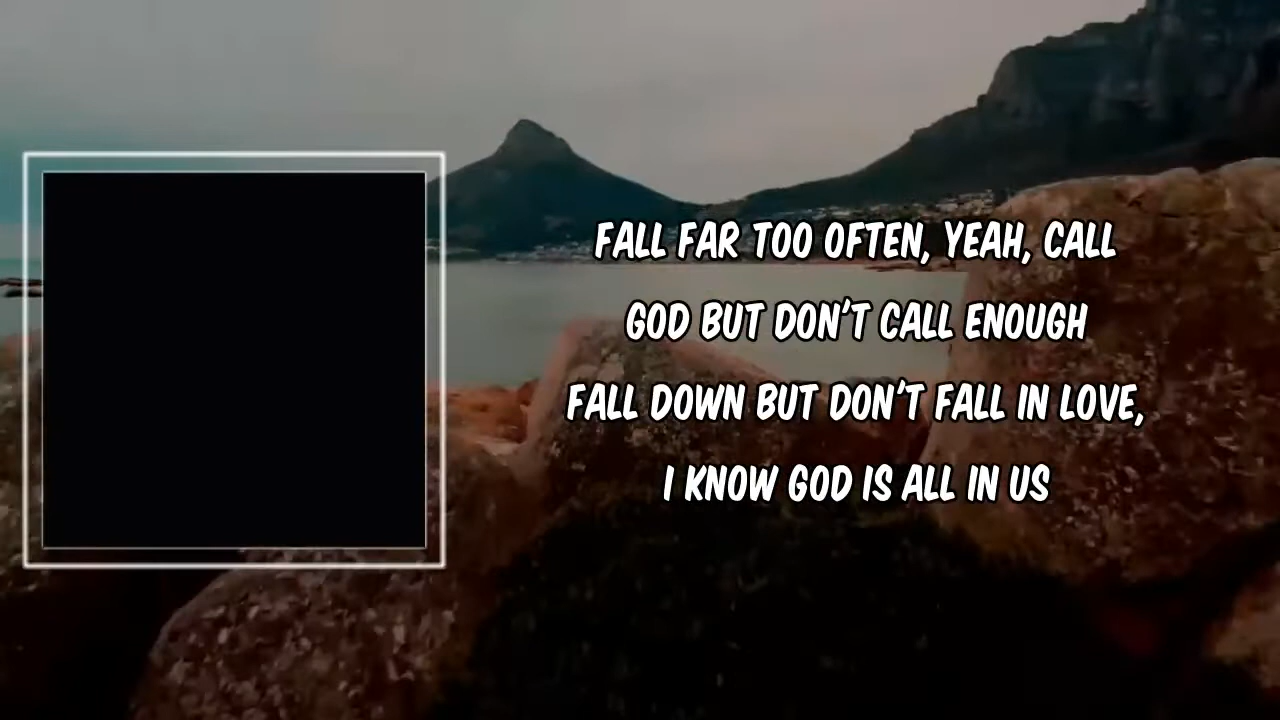 FALL FAR TOO OFTEN, YEAH, CALL
GOD BUT DON'T CALL ENOUGH
FALL DOWN BUT DON'T FALL IN LOVE,
I KNOW GOD IS ALL IN US